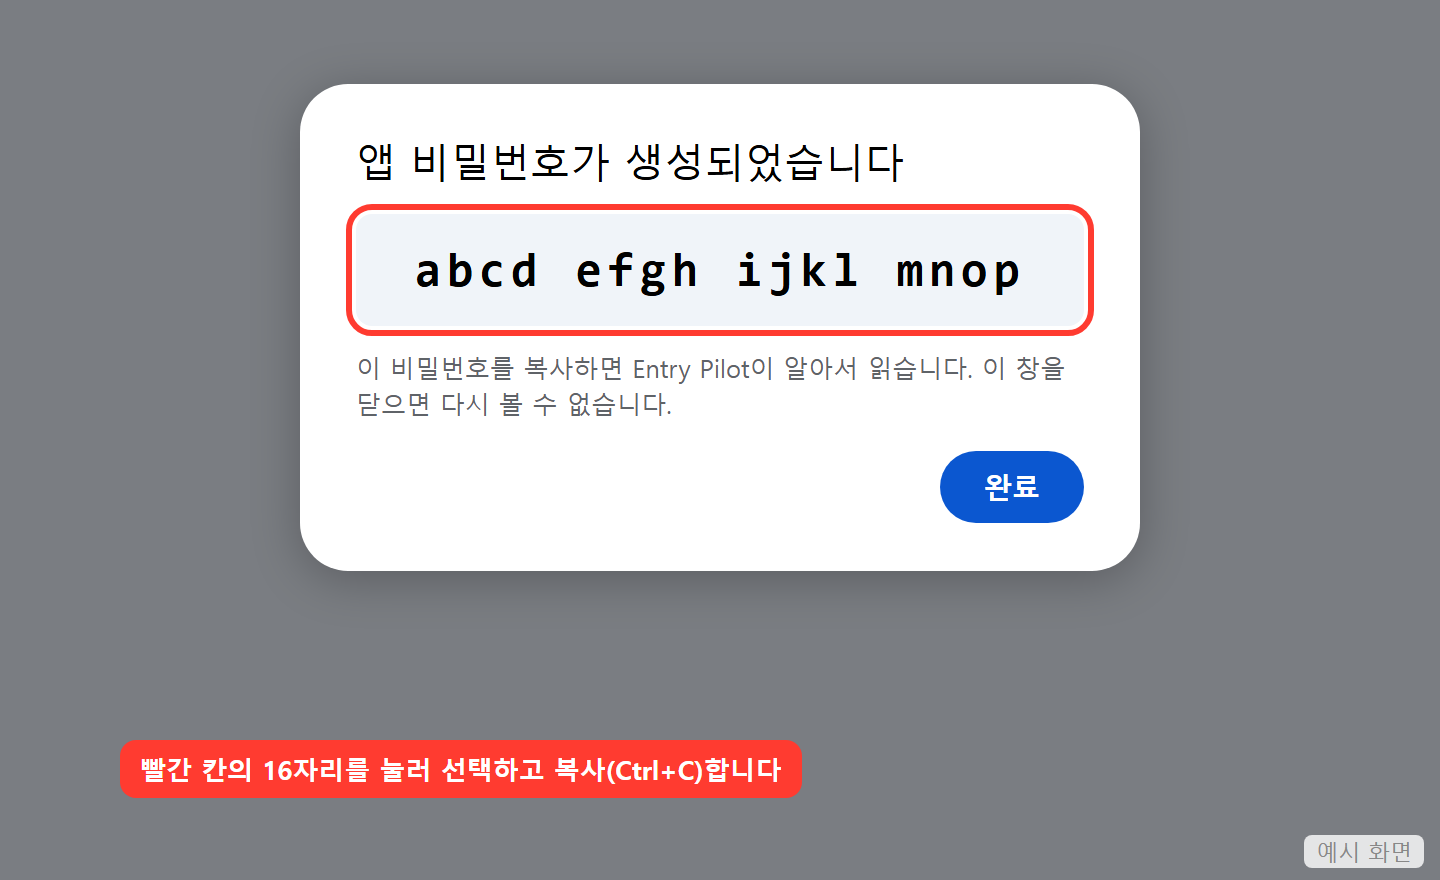 앱 비밀번호가 생성되었습니다
abcd efgh ijkl mnop
이 비밀번호를 복사하면 Entry Pilot이 알아서 읽습니다. 이 창을
닫으면 다시 볼 수 없습니다.
완료
빨간 칸의 16자리를 눌러 선택하고 복사(Ctrl+C)합니다
예시 화면